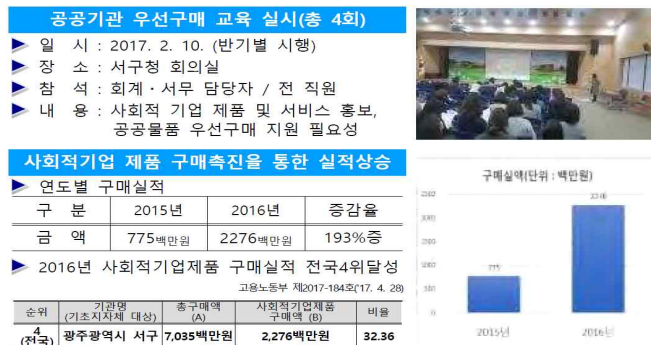 공공기관 우선구매 교육 실시(총 4회)
▶ 일 시 : 2017. 2. 10. (반기별 시행)
▶ 장 소 : 서구청 회의실
▶ 참 석 : 회계·서무 담당자 / 전 직원
▶ 내 용 : 사회적 기업 제품 및 서비스 홍보,
공공물품 우선구매 지원 필요성
사회적기업 제품 구매촉진을 통한 실적상승
▶ 연도별 구매실적
구 분 2015년 2016년 증감율
금 액 775백만원 2276백만원 193%증
▶ 2016년 사회적기업제품 구매실적 전국4위달성
고용노동부 제2017-184호('17. 4. 28)
순위 기관명 (기초지자체 대상) 총구매액 (A) 사회적기업제품 구매액 (B) 비율
4 (전국) 광주광역시 서구 7,035백만원 2,276백만원 32.36
구매실액(단위 : 백만원)
775
2015년 2016년